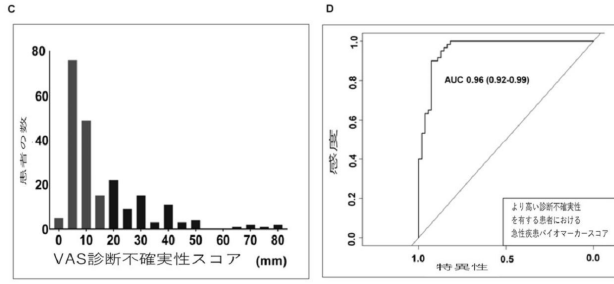 C
80
60
40
20
0
患者の数
0 10 20 30 40 50 60 70 80
VAS診断不確実性スコア (mm)
D
1.0
0.8
0.6
0.4
0.2
0.0
感度
AUC 0.96 (0.92-0.99)
より高い診断不確実性
を有する患者における
急性疾患バイオマーカースコア
1.0 0.5 0.0
特異性